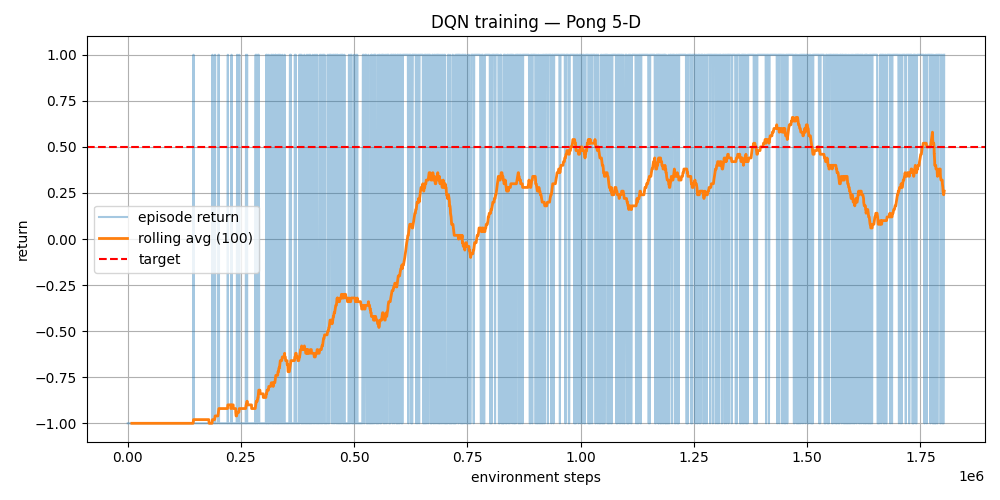 DQN training — Pong 5-D
1.00
0.75
0.50
0.25
0.00
−0.25
−0.50
−0.75
−1.00
return
episode return
rolling avg (100)
target
0.00 0.25 0.50 0.75 1.00 1.25 1.50 1.75
1e6
environment steps